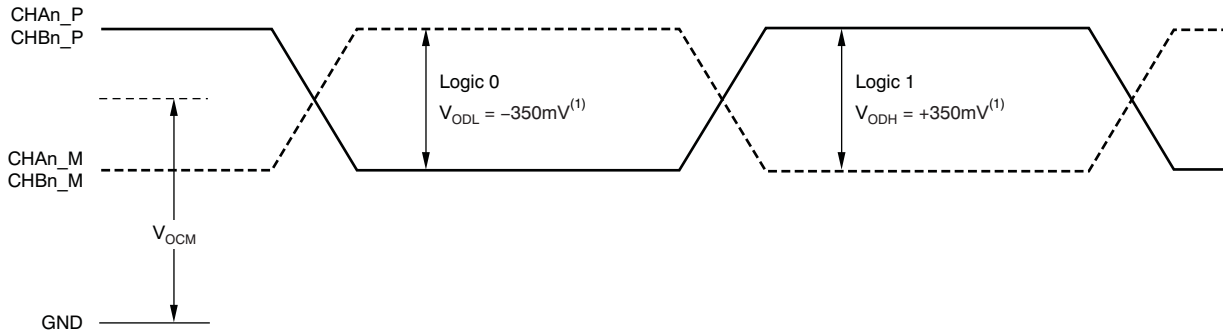 CHAn_P
CHBn_P
Logic 0
V_ODL = −350mV(1)
Logic 1
V_ODH = +350mV(1)
CHAn_M
CHBn_M
V_OCM
GND